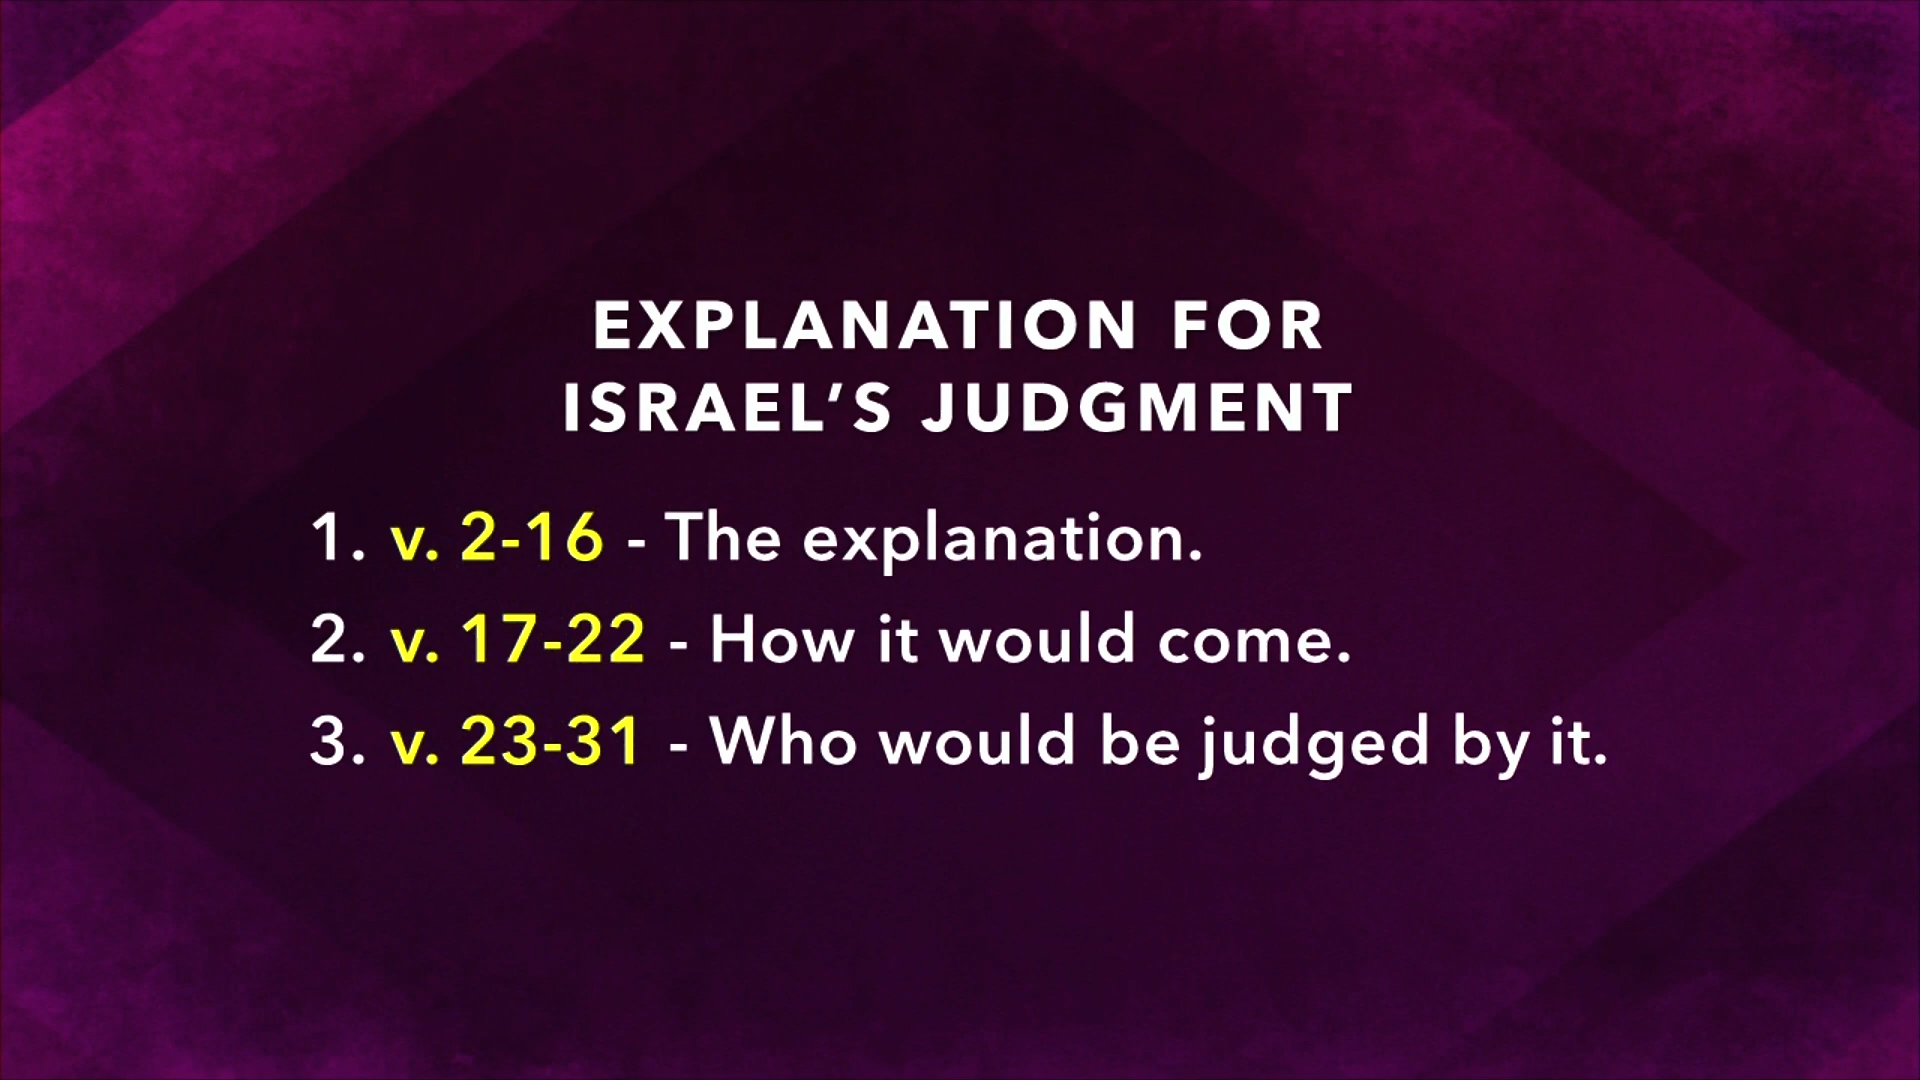 EXPLANATION FOR
ISRAEL’S JUDGMENT
1. v. 2-16 - The explanation.
2. v. 17-22 - How it would come.
3. v. 23-31 - Who would be judged by it.